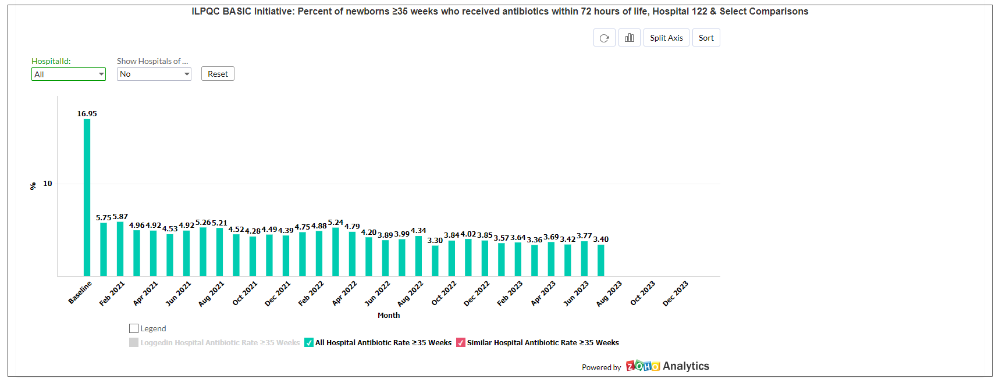 ILPQC BASIC Initiative: Percent of newborns ≥35 weeks who received antibiotics within 72 hours of life, Hospital 122 & Select Comparisons
Split Axis Sort
HospitalId: Show Hospitals of ...
All No Reset
16.95
% 10
5.75 5.87 4.96 4.92 4.53 4.92 5.26 5.21 4.52 4.28 4.49 4.39 4.75 4.88 5.24 4.79 4.20 3.89 3.99 4.34 3.30 3.84 4.02 3.85 3.57 3.64 3.36 3.69 3.42 3.77 3.40
Baseline Feb 2021 Apr 2021 Jun 2021 Aug 2021 Oct 2021 Dec 2021 Feb 2022 Apr 2022 Jun 2022 Aug 2022 Oct 2022 Dec 2022 Feb 2023 Apr 2023 Jun 2023 Aug 2023 Oct 2023 Dec 2023
Month
Legend
Loggedin Hospital Antibiotic Rate ≥35 Weeks All Hospital Antibiotic Rate ≥35 Weeks Similar Hospital Antibiotic Rate ≥35 Weeks
Powered by ZOHO Analytics